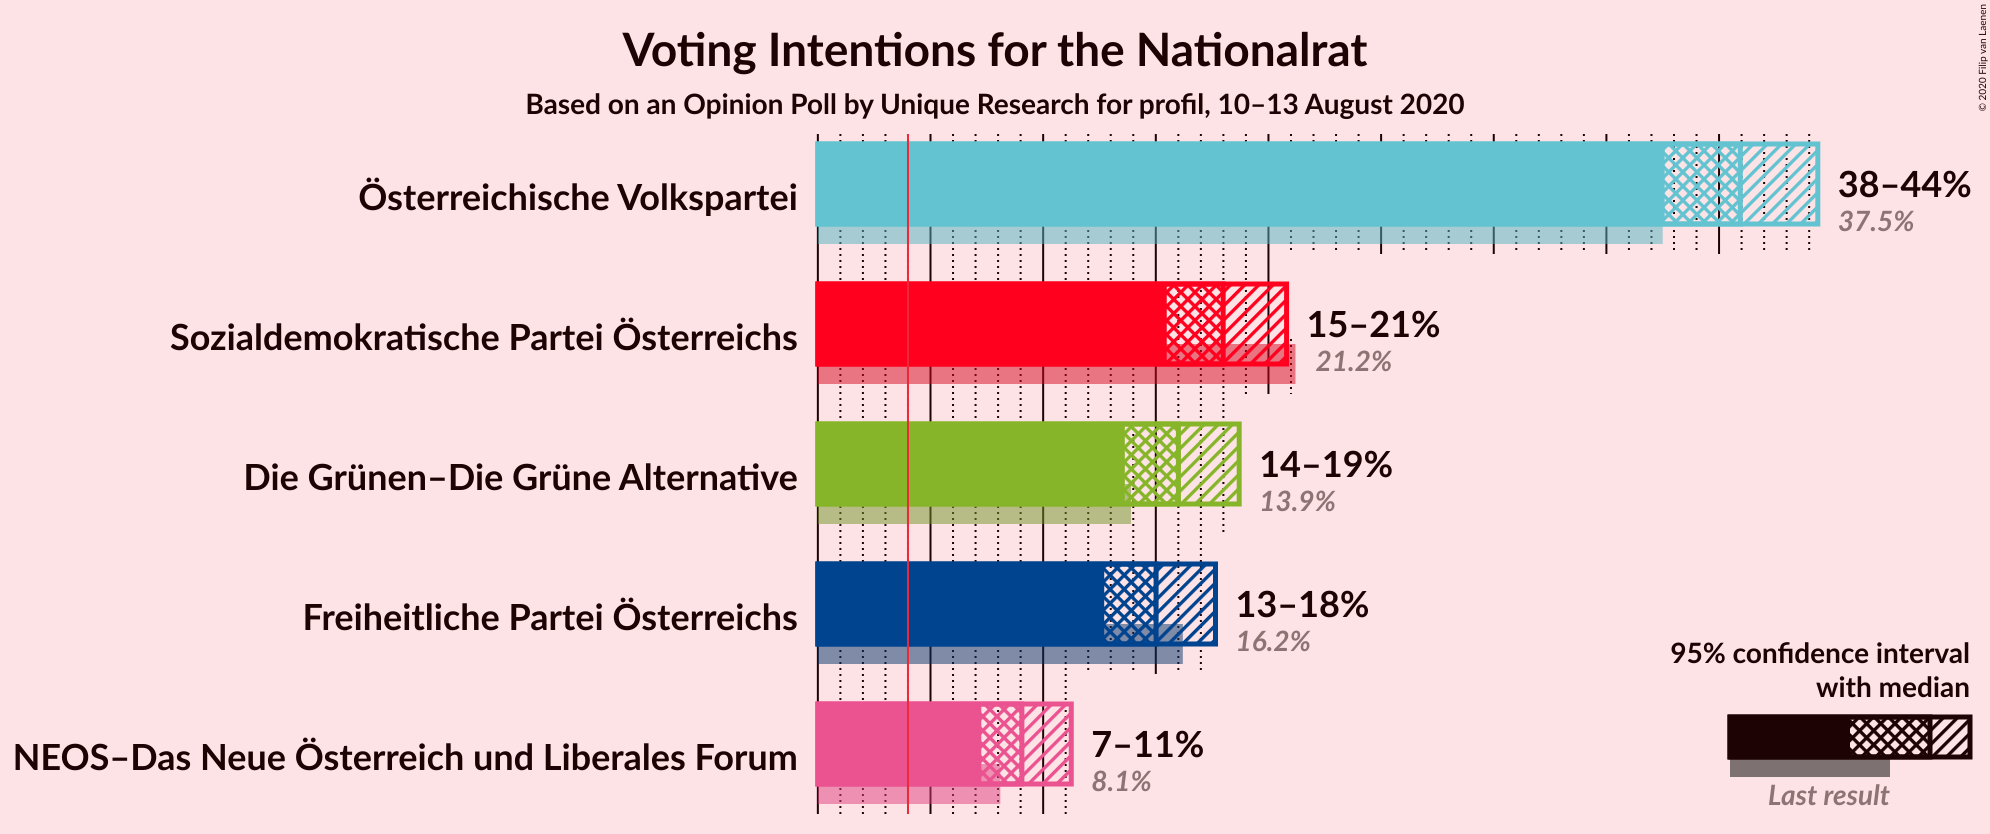 Voting Intentions for the Nationalrat
Based on an Opinion Poll by Unique Research for profil, 10–13 August 2020
© 2020 Filip van Laenen
Österreichische Volkspartei
38–44%
37.5%
Sozialdemokratische Partei Österreichs
15–21%
21.2%
Die Grünen–Die Grüne Alternative
14–19%
13.9%
Freiheitliche Partei Österreichs
13–18%
16.2%
NEOS–Das Neue Österreich und Liberales Forum
7–11%
8.1%
95% confidence interval
with median
Last result